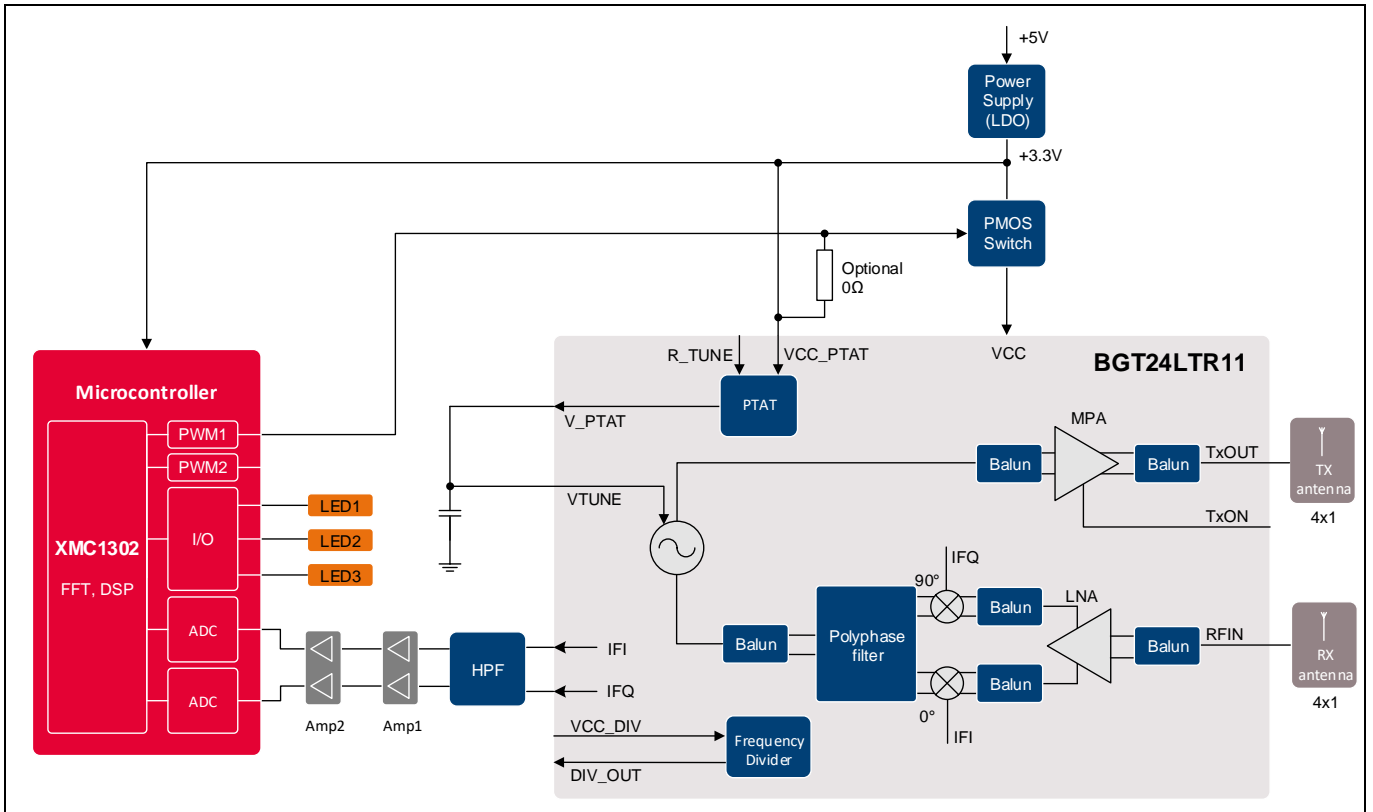 +5V
Power
Supply
(LDO)
+3.3V
PMOS
Switch
Optional
0Ω
R_TUNE
VCC_PTAT
VCC
BGT24LTR11
PTAT
V_PTAT
VTUNE
MPA
Balun
Balun
TxOUT
TxON
TX
antenna
4x1
Microcontroller
PWM1
PWM2
I/O
XMC1302
FFT, DSP
ADC
ADC
LED1
LED2
LED3
Amp2
Amp1
HPF
IFI
IFQ
Balun
Polyphase
filter
90°
IFQ
0°
IFI
Balun
Balun
LNA
Balun
RFIN
RX
antenna
4x1
VCC_DIV
DIV_OUT
Frequency
Divider